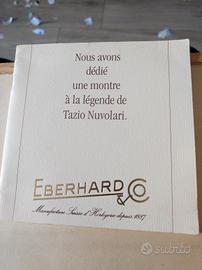 Nous avons
dédié
une montre
à la légende de
Tazio Nuvolari.
EBERHARD
& CO
Manufacture Suisse d'Horlogerie depuis 1887
subito